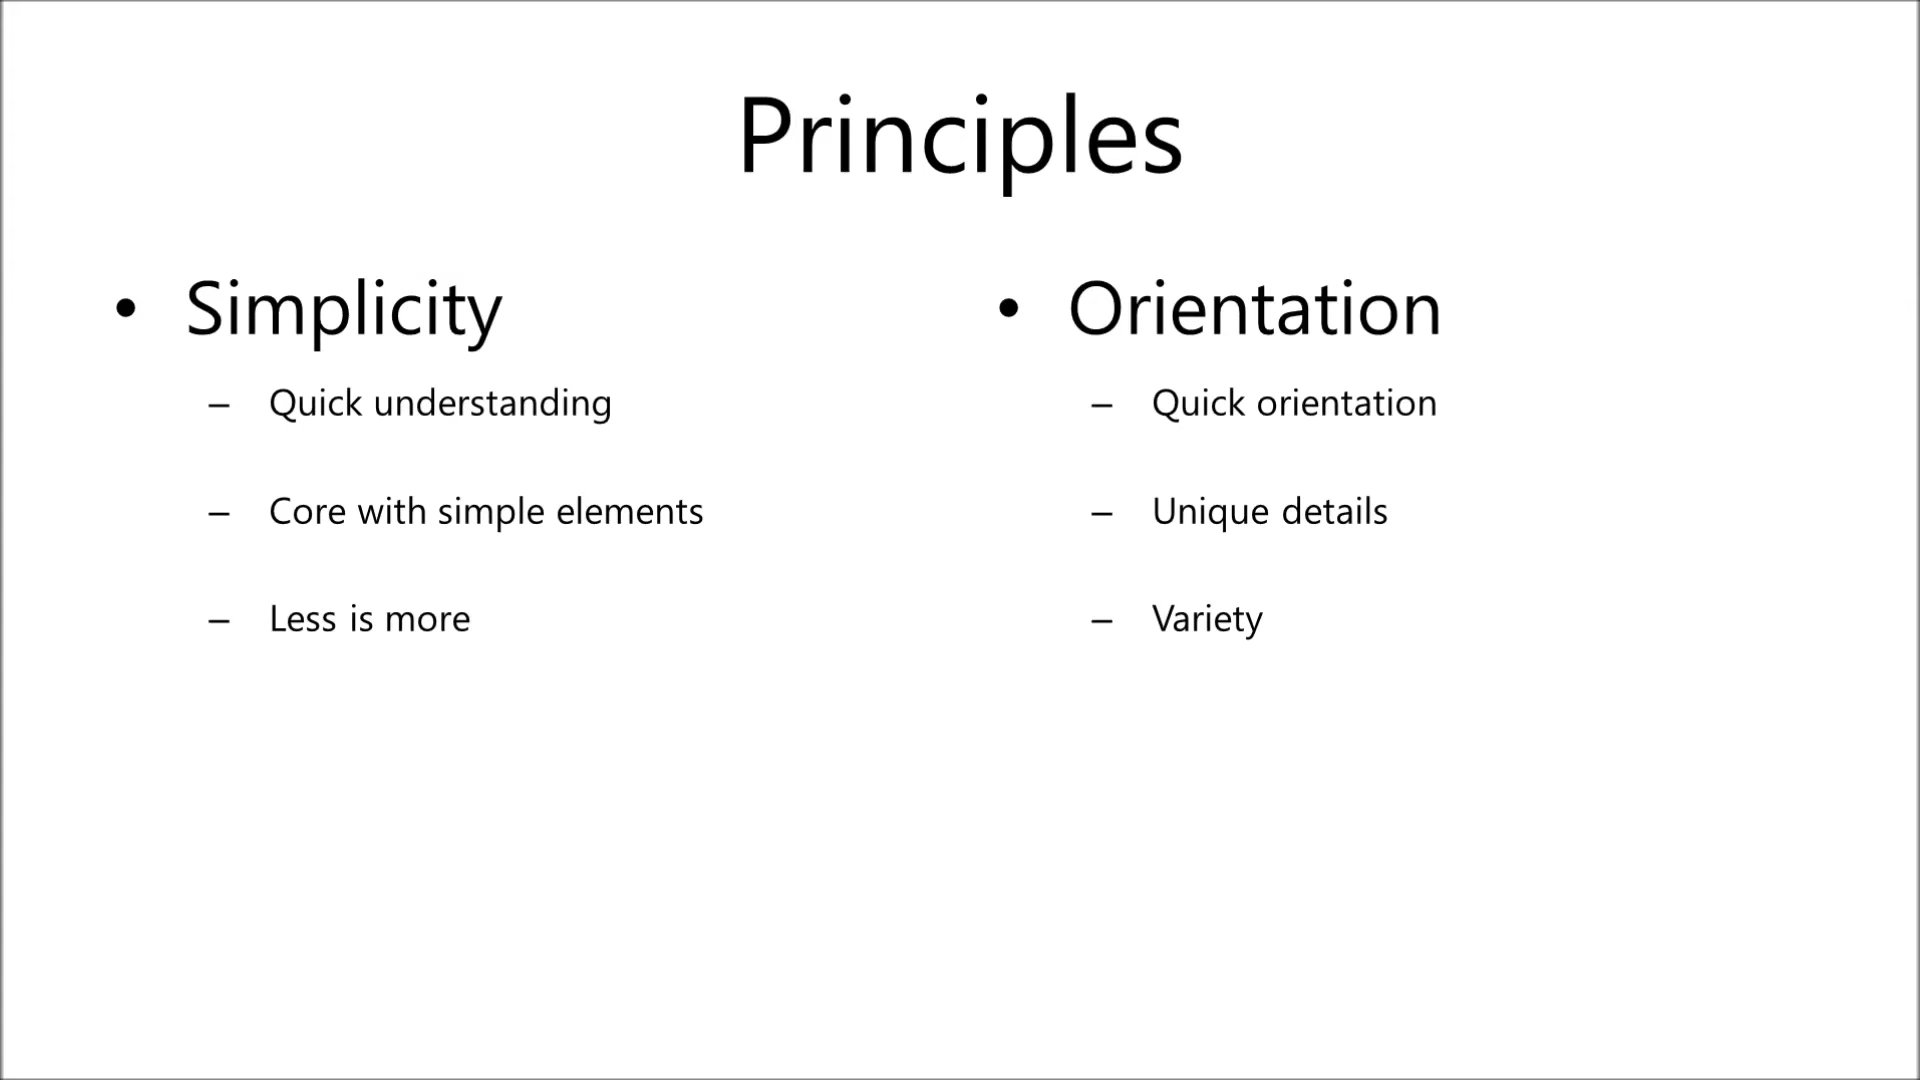 Principles
• Simplicity
– Quick understanding
– Core with simple elements
– Less is more
• Orientation
– Quick orientation
– Unique details
– Variety